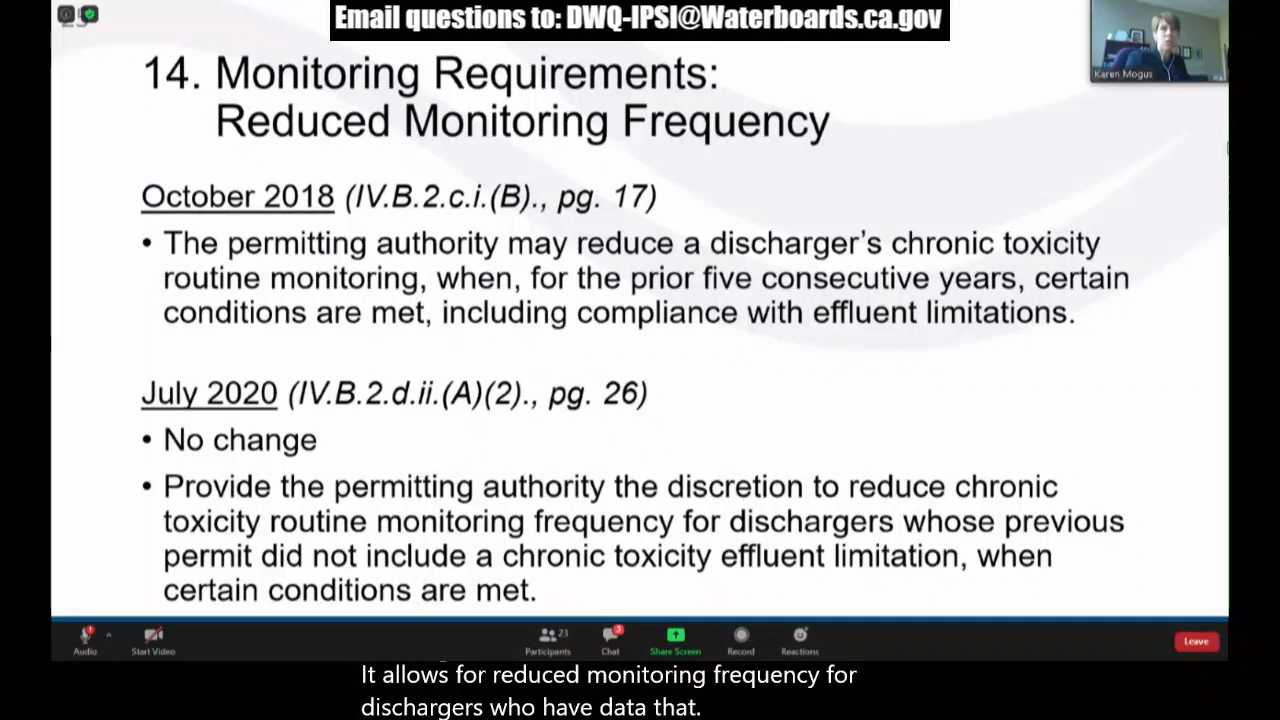 Email questions to: DWQ-IPSI@Waterboards.ca.gov
Karen Mogus
14. Monitoring Requirements:
Reduced Monitoring Frequency
October 2018 (IV.B.2.c.i.(B)., pg. 17)
• The permitting authority may reduce a discharger's chronic toxicity
routine monitoring, when, for the prior five consecutive years, certain
conditions are met, including compliance with effluent limitations.
July 2020 (IV.B.2.d.ii.(A)(2)., pg. 26)
• No change
• Provide the permitting authority the discretion to reduce chronic
toxicity routine monitoring frequency for dischargers whose previous
permit did not include a chronic toxicity effluent limitation, when
certain conditions are met.
Audio
Start Video
Participants
23
Chat
3
Share Screen
Record
Reactions
Leave
It allows for reduced monitoring frequency for
dischargers who have data that.